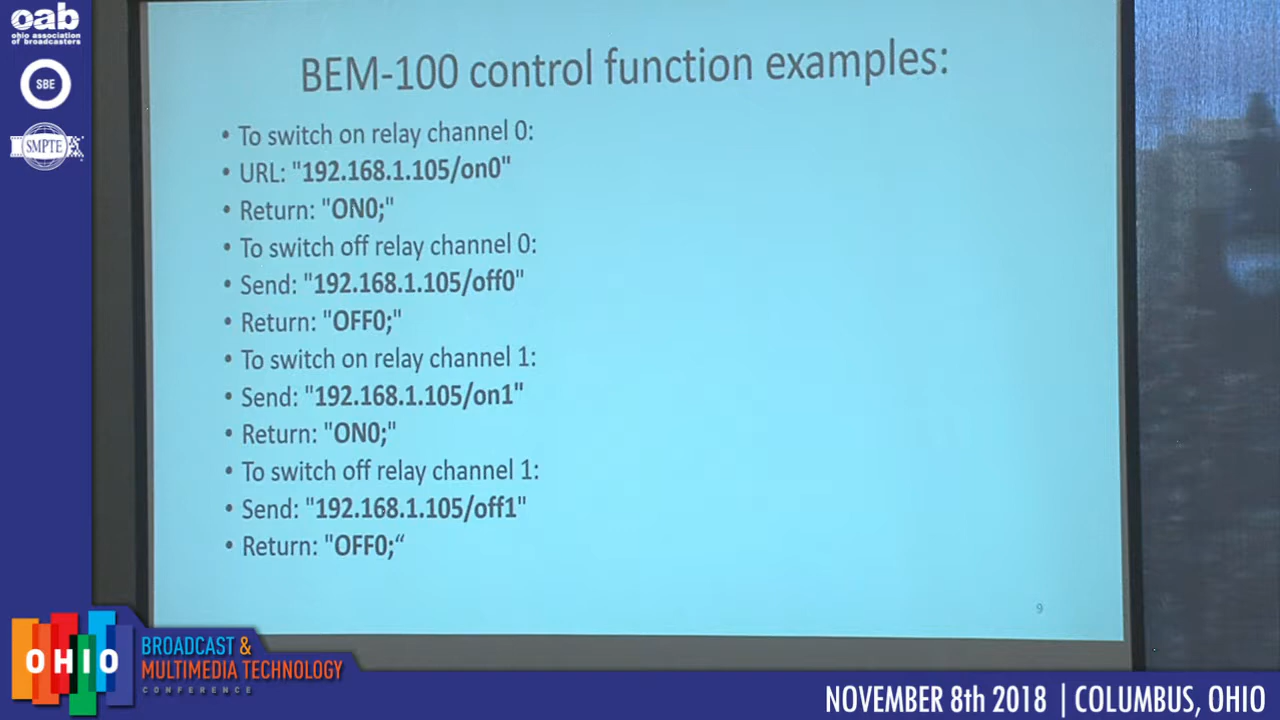 oab
ohio association
of broadcasters
SBE
SMPTE
BEM-100 control function examples:
• To switch on relay channel 0:
• URL: "192.168.1.105/on0"
• Return: "ON0;"
• To switch off relay channel 0:
• Send: "192.168.1.105/off0"
• Return: "OFF0;"
• To switch on relay channel 1:
• Send: "192.168.1.105/on1"
• Return: "ON0;"
• To switch off relay channel 1:
• Send: "192.168.1.105/off1"
• Return: "OFF0;“
9
OHIO
BROADCAST &
MULTIMEDIA TECHNOLOGY
CONFERENCE
NOVEMBER 8th 2018 | COLUMBUS, OHIO